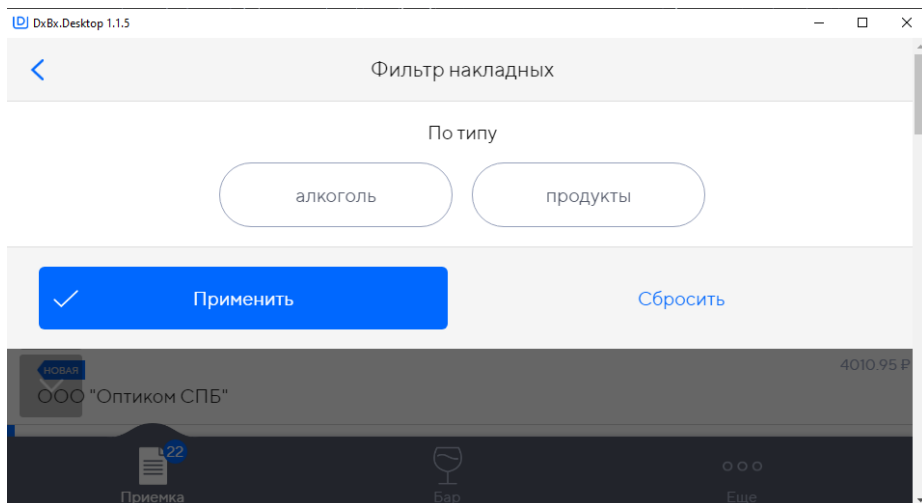 DxBx.Desktop 1.1.5
Фильтр накладных
По типу
алкоголь продукты
Применить Сбросить
НОВАЯ 4010.95 ₽
ООО "Оптиком СПБ"
22
Приемка Бар Еще